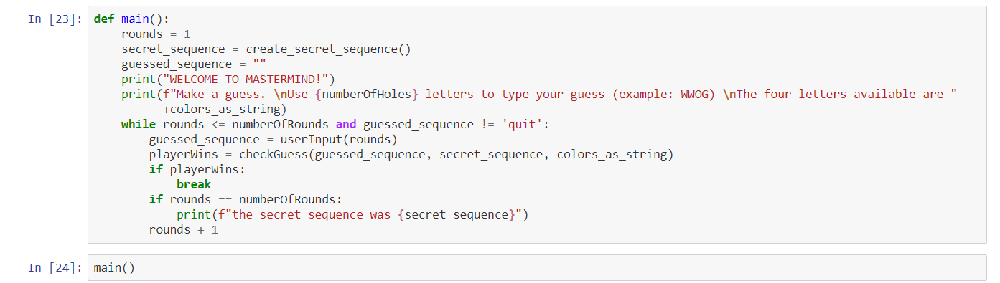 In [23]: def main():
    rounds = 1
    secret_sequence = create_secret_sequence()
    guessed_sequence = ""
    print("WELCOME TO MASTERMIND!")
    print(f"Make a guess. \nUse {numberOfHoles} letters to type your guess (example: WWOG) \nThe four letters available are "
          +colors_as_string)
    while rounds <= numberOfRounds and guessed_sequence != 'quit':
        guessed_sequence = userInput(rounds)
        playerWins = checkGuess(guessed_sequence, secret_sequence, colors_as_string)
        if playerWins:
            break
        if rounds == numberOfRounds:
            print(f"the secret sequence was {secret_sequence}")
        rounds +=1
In [24]: main()